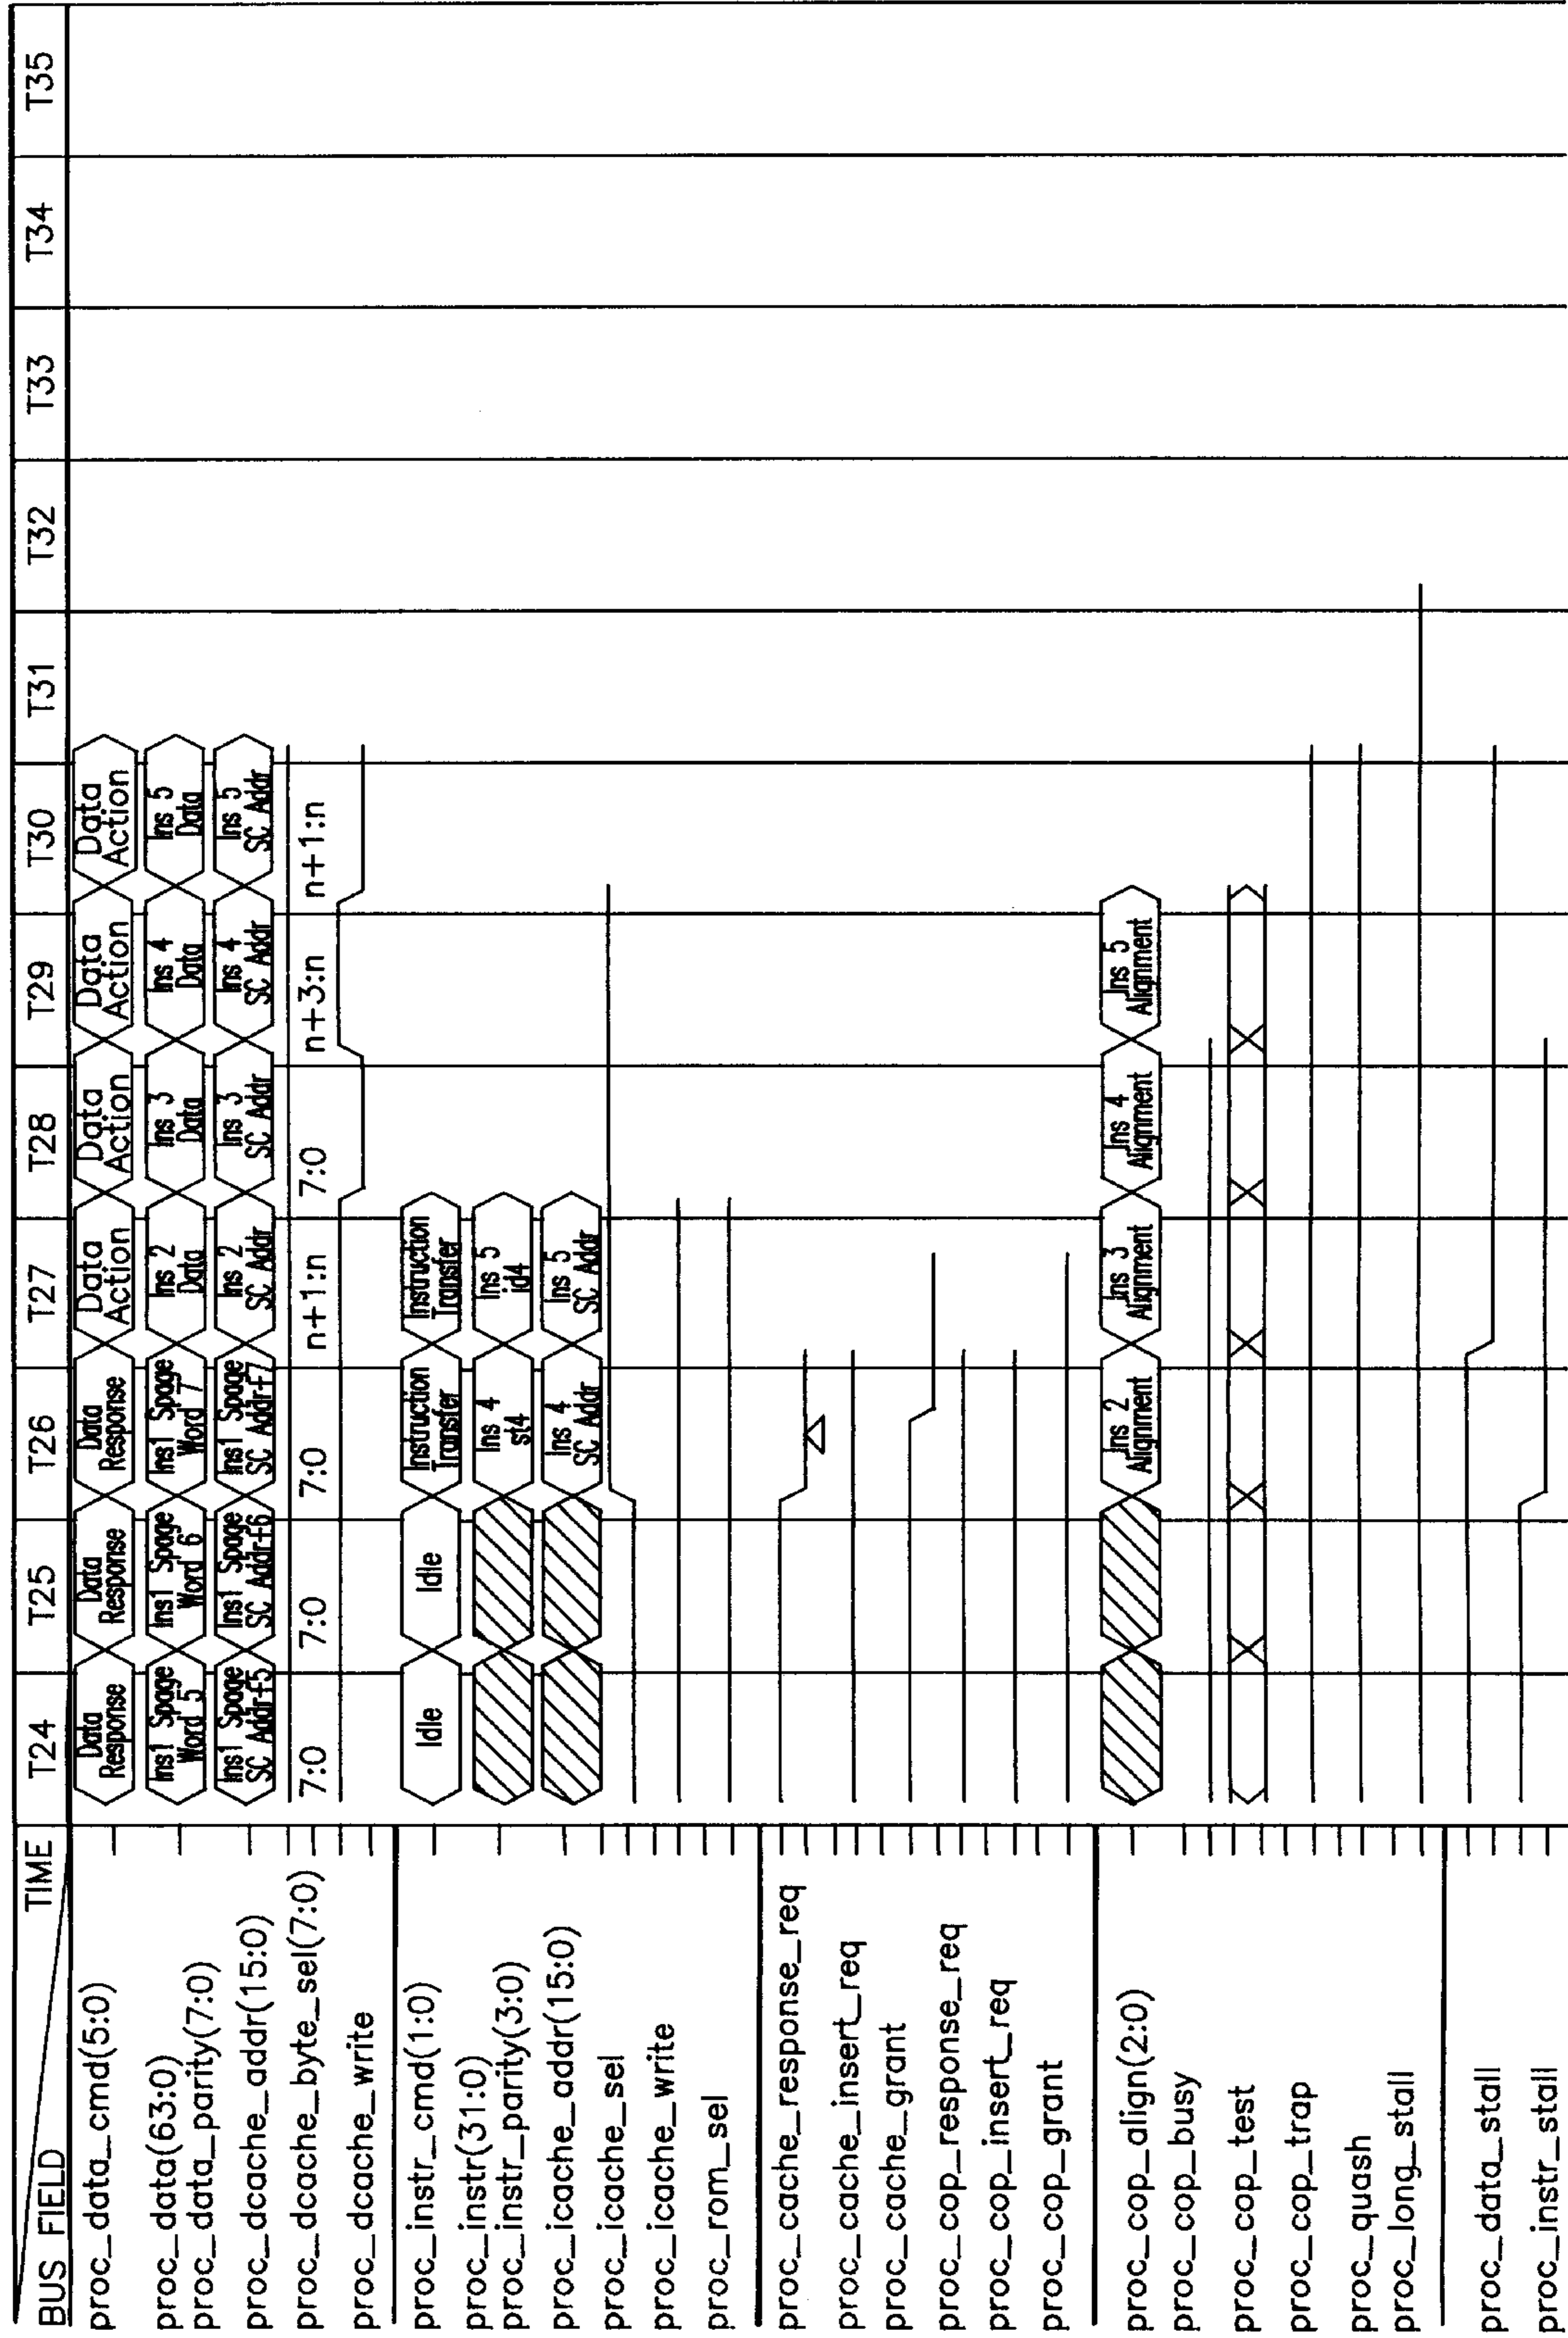 BUS FIELD TIME T24 T25 T26 T27 T28 T29 T30 T31 T32 T33 T34 T35
proc_data_cmd(5:0) Data Response Data Response Data Response Data Action Data Action Data Action Data Action
proc_data(63:0) Ins1 Spage Word 5 Ins1 Spage Word 6 Ins1 Spage Word 7 Ins 2 Data Ins 3 Data Ins 4 Data Ins 5 Data
proc_data_parity(7:0)
proc_dcache_addr(15:0) Ins1 Spage SC Addr+5 Ins1 Spage SC Addr+6 Ins1 Spage SC Addr+7 Ins 2 SC Addr Ins 3 SC Addr Ins 4 SC Addr Ins 5 SC Addr
proc_dcache_byte_sel(7:0) 7:0 7:0 7:0 n+1:n 7:0 n+3:n n+1:n
proc_dcache_write
proc_instr_cmd(1:0) Idle Idle Instruction Transfer Instruction Transfer
proc_instr(31:0) Ins 4 st4 Ins 5 id4
proc_instr_parity(3:0)
proc_icache_addr(15:0) Ins 4 SC Addr Ins 5 SC Addr
proc_icache_sel
proc_icache_write
proc_rom_sel
proc_cache_response_req
proc_cache_insert_req
proc_cache_grant
proc_cop_response_req
proc_cop_insert_req
proc_cop_grant
proc_cop_align(2:0) Ins 2 Alignment Ins 3 Alignment Ins 4 Alignment Ins 5 Alignment
proc_cop_busy
proc_cop_test
proc_cop_trap
proc_quash
proc_long_stall
proc_data_stall
proc_instr_stall